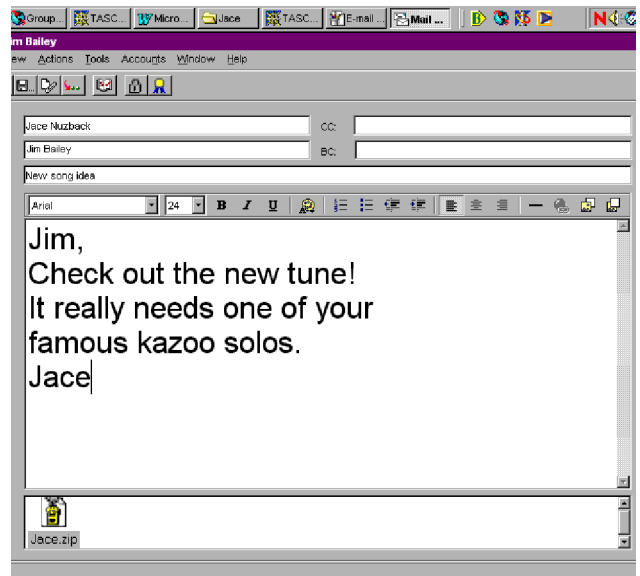 Group... TASC... Micro... Jace TASC... E-mail ... Mail ...
im Bailey
ew Actions Tools Accounts Window Help
Jace Nuzback CC:
Jim Bailey BC:
New song idea
Arial 24 B I U
Jim,
Check out the new tune!
It really needs one of your
famous kazoo solos.
Jace
Jace.zip